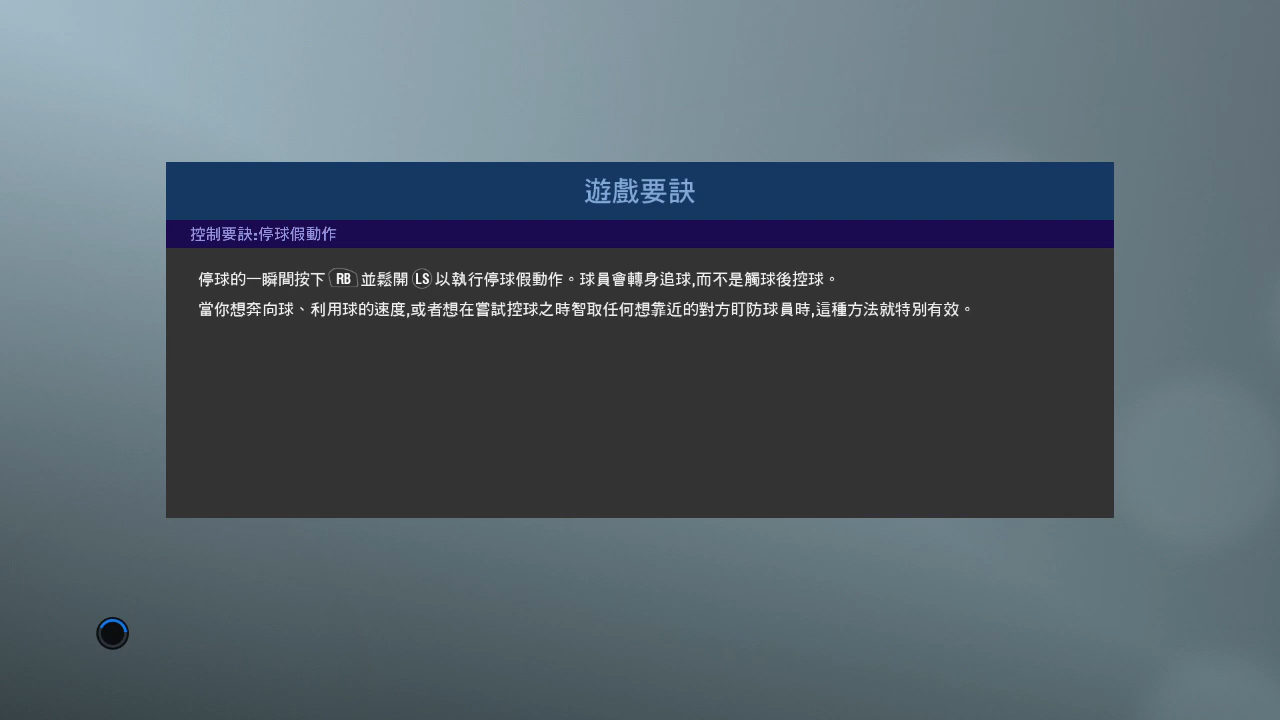 遊戲要訣
控制要訣:停球假動作
停球的一瞬間按下 RB 並鬆開 LS 以執行停球假動作。球員會轉身追球,而不是觸球後控球。
當你想奔向球、利用球的速度,或者想在嘗試控球之時智取任何想靠近的對方盯防球員時,這種方法就特別有效。